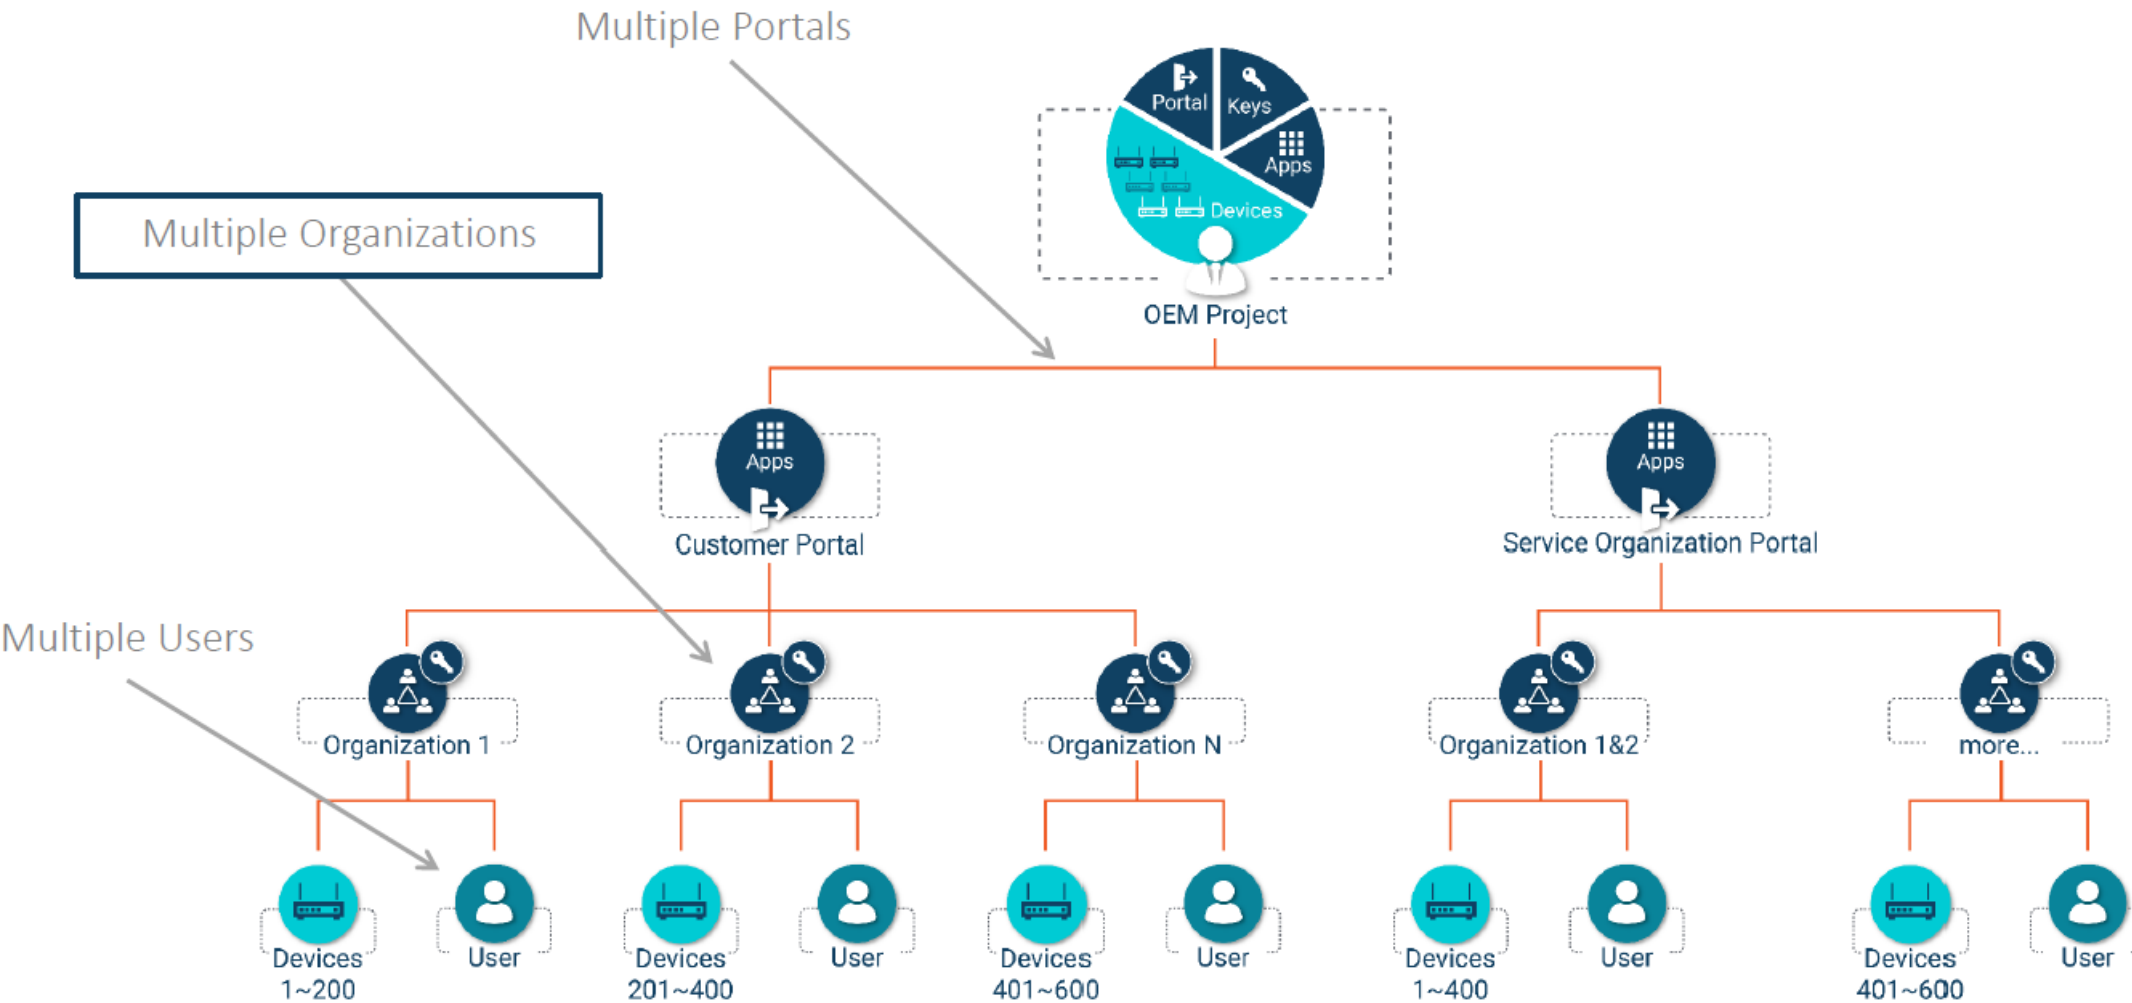 Multiple Portals
Portal
Keys
Apps
Devices
OEM Project
Multiple Organizations
Apps
Customer Portal
Apps
Service Organization Portal
Multiple Users
Organization 1
Organization 2
Organization N
Organization 1&2
more...
Devices
1~200
User
Devices
201~400
User
Devices
401~600
User
Devices
1~400
User
Devices
401~600
User